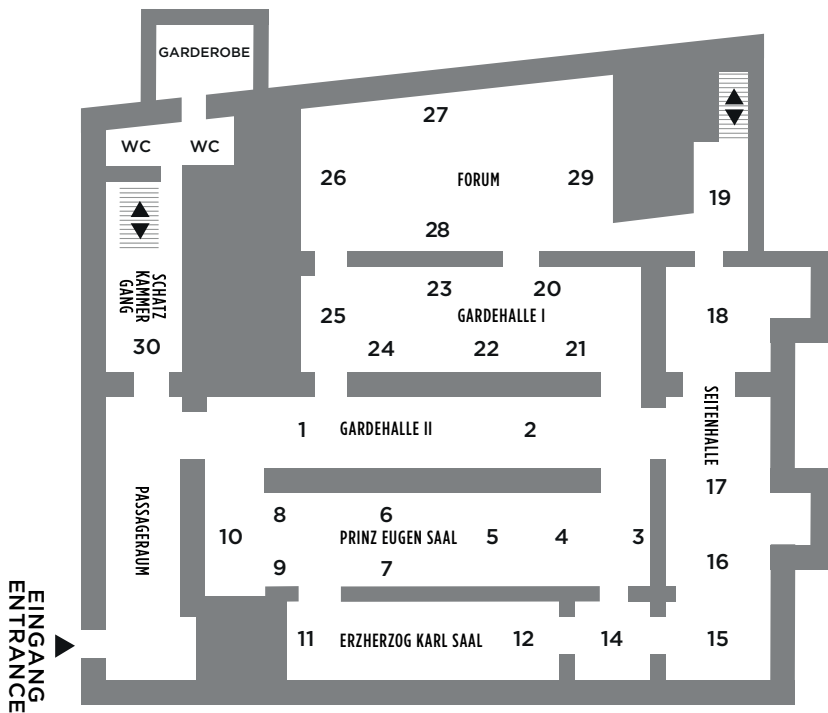 GARDEROBE
WC WC
27
26 FORUM 29
19
28
SCHATZ
KAMMER
GANG
23 20
25 GARDEHALLE I 18
30 24 22 21
1 GARDEHALLE II 2
SEITENHALLE
17
PASSAGERAUM
8 6
10 PRINZ EUGEN SAAL 5 4 3
9 7
16
EINGANG
ENTRANCE
11 ERZHERZOG KARL SAAL 12 14 15